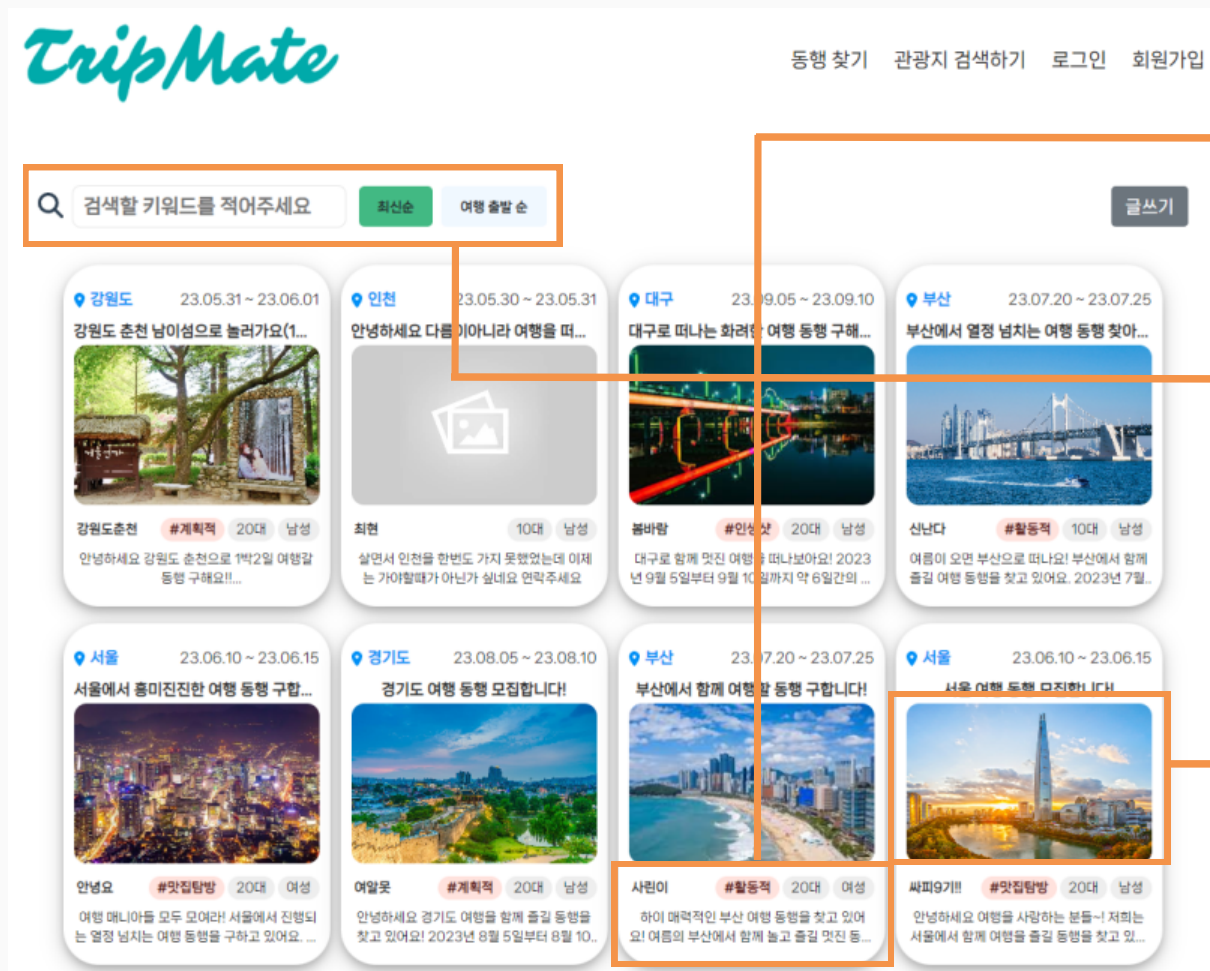 TripMate
동행 찾기 관광지 검색하기 로그인 회원가입
검색할 키워드를 적어주세요 최신순 여행 출발 순 글쓰기
강원도 23.05.31 ~ 23.06.01
강원도 춘천 남이섬으로 놀러가요(1...
강원도춘천 #계획적 20대 남성
안녕하세요 강원도 춘천으로 1박2일 여행갈
동행 구해요!!...
인천 23.05.30 ~ 23.05.31
안녕하세요 다름이아니라 여행을 떠...
최현 10대 남성
살면서 인천을 한번도 가지 못했었는데 이제
는 가야할때가 아닌가 싶네요 연락주세요
대구 23.09.05 ~ 23.09.10
대구로 떠나는 화려한 여행 동행 구해...
봄바람 #인생샷 20대 남성
대구로 함께 멋진 여행을 떠나보아요! 2023
년 9월 5일부터 9월 10일까지 약 6일간의 ...
부산 23.07.20 ~ 23.07.25
부산에서 열정 넘치는 여행 동행 찾아...
신난다 #활동적 10대 남성
여름이 오면 부산으로 떠나요! 부산에서 함께
즐길 여행 동행을 찾고 있어요. 2023년 7월..
서울 23.06.10 ~ 23.06.15
서울에서 흥미진진한 여행 동행 구합...
안녕요 #맛집탐방 20대 여성
여행 매니아들 모두 모여라! 서울에서 진행되
는 열정 넘치는 여행 동행을 구하고 있어요. ...
경기도 23.08.05 ~ 23.08.10
경기도 여행 동행 모집합니다!
여알못 #계획적 20대 남성
안녕하세요 경기도 여행을 함께 즐길 동행을
찾고 있어요! 2023년 8월 5일부터 8월 10..
부산 23.07.20 ~ 23.07.25
부산에서 함께 여행할 동행 구합니다!
사린이 #활동적 20대 여성
하이 매력적인 부산 여행 동행을 찾고 있어
요! 여름의 부산에서 함께 놀고 즐길 멋진 동...
서울 23.06.10 ~ 23.06.15
서울 여행 동행 모집합니다!
싸피9기!! #맛집탐방 20대 남성
안녕하세요 여행을 사랑하는 분들~! 저희는
서울에서 함께 여행을 즐길 동행을 찾고 있...